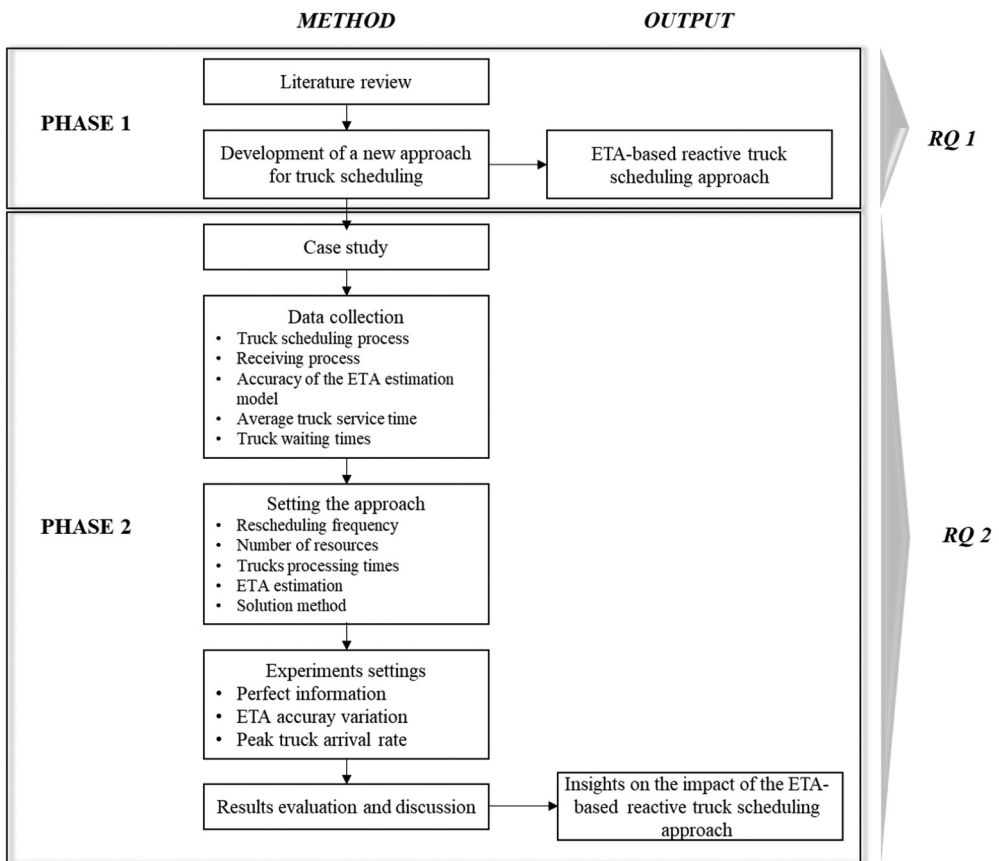 METHOD
OUTPUT
PHASE 1
Literature review
Development of a new approach
for truck scheduling
ETA-based reactive truck
scheduling approach
RQ 1
PHASE 2
Case study
Data collection
• Truck scheduling process
• Receiving process
• Accuracy of the ETA estimation
model
• Average truck service time
• Truck waiting times
Setting the approach
• Rescheduling frequency
• Number of resources
• Trucks processing times
• ETA estimation
• Solution method
Experiments settings
• Perfect information
• ETA accuray variation
• Peak truck arrival rate
Results evaluation and discussion
Insights on the impact of the ETA-
based reactive truck scheduling
approach
RQ 2